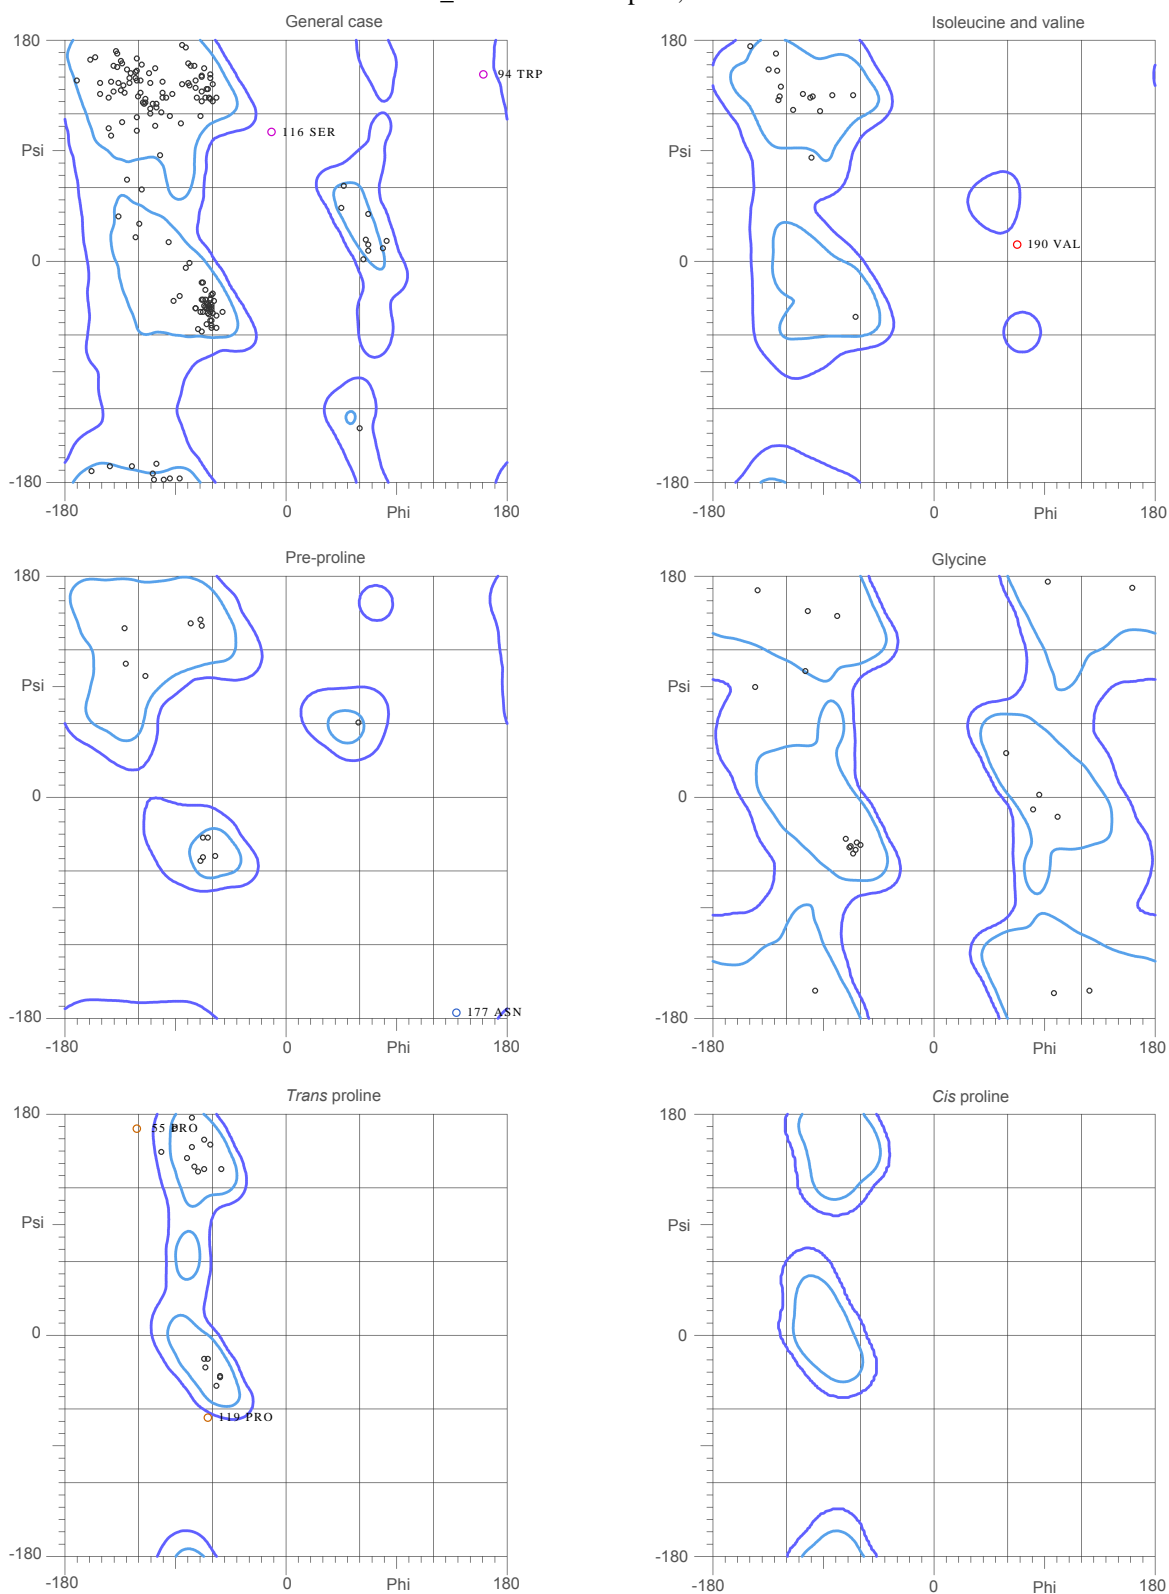 General case
Isoleucine and valine
180
94 TRP
116 SER
Psi
0
-180
-180
0
Phi
180
180
Psi
190 VAL
0
-180
-180
0
Phi
180
Pre-proline
Glycine
180
Psi
0
-180
177 ASN
-180
0
Phi
180
180
Psi
0
-180
-180
0
Phi
180
Trans proline
Cis proline
180
55 PRO
Psi
0
119 PRO
-180
-180
0
Phi
180
180
Psi
0
-180
-180
0
Phi
180